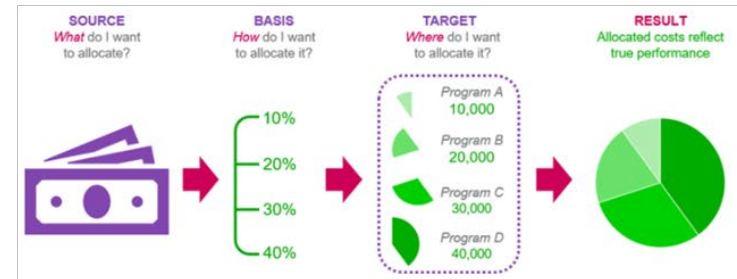 SOURCE
What do I want
to allocate?
BASIS
How do I want
to allocate it?
TARGET
Where do I want
to allocate it?
RESULT
Allocated costs reflect
true performance
10%
20%
30%
40%
Program A
10,000
Program B
20,000
Program C
30,000
Program D
40,000